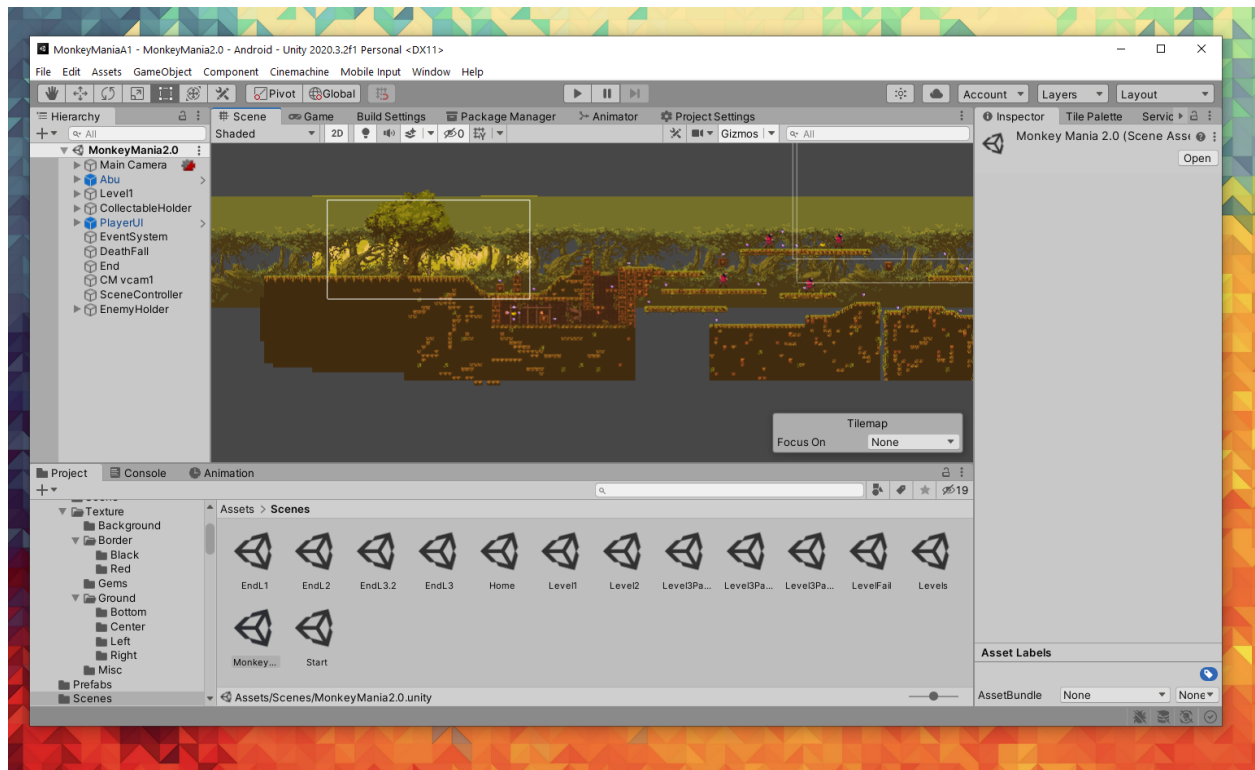 MonkeyManiaA1 - MonkeyMania2.0 - Android - Unity 2020.3.2f1 Personal <DX11>
File Edit Assets GameObject Component Cinemachine Mobile Input Window Help
Pivot Global Account Layers Layout
Hierarchy
All
MonkeyMania2.0
Main Camera
Abu
Level1
CollectableHolder
PlayerUI
EventSystem
DeathFall
End
CM vcam1
SceneController
EnemyHolder
Scene Game Build Settings Package Manager Animator Project Settings
Shaded 2D 0 Gizmos All
Tilemap
Focus On None
Inspector Tile Palette Servic
Monkey Mania 2.0 (Scene Asse
Open
Project Console Animation
19
Texture
Background
Border
Black
Red
Gems
Ground
Bottom
Center
Left
Right
Misc
Prefabs
Scenes
Assets > Scenes
EndL1 EndL2 EndL3.2 EndL3 Home Level1 Level2 Level3Pa... Level3Pa... Level3Pa... LevelFail Levels
Monkey... Start
Assets/Scenes/MonkeyMania2.0.unity
Asset Labels
AssetBundle None None